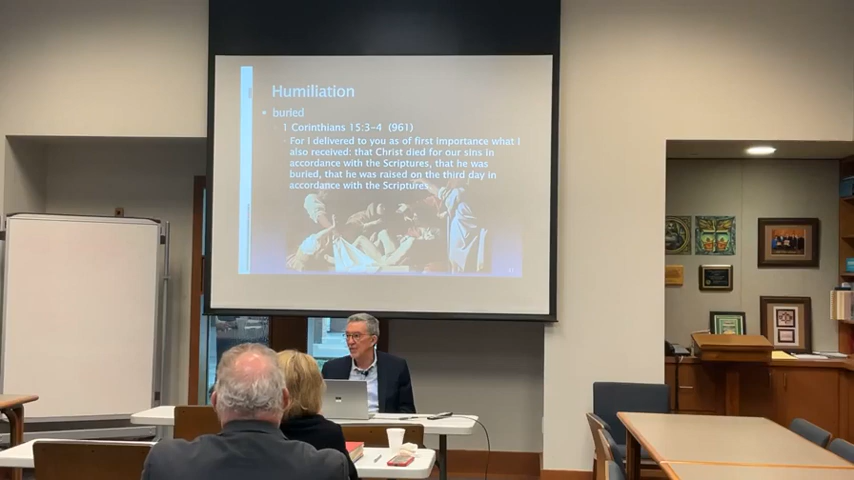 Humiliation
• buried
1 Corinthians 15:3-4 (961)
For I delivered to you as of first importance what I
also received: that Christ died for our sins in
accordance with the Scriptures, that he was
buried, that he was raised on the third day in
accordance with the Scriptures.